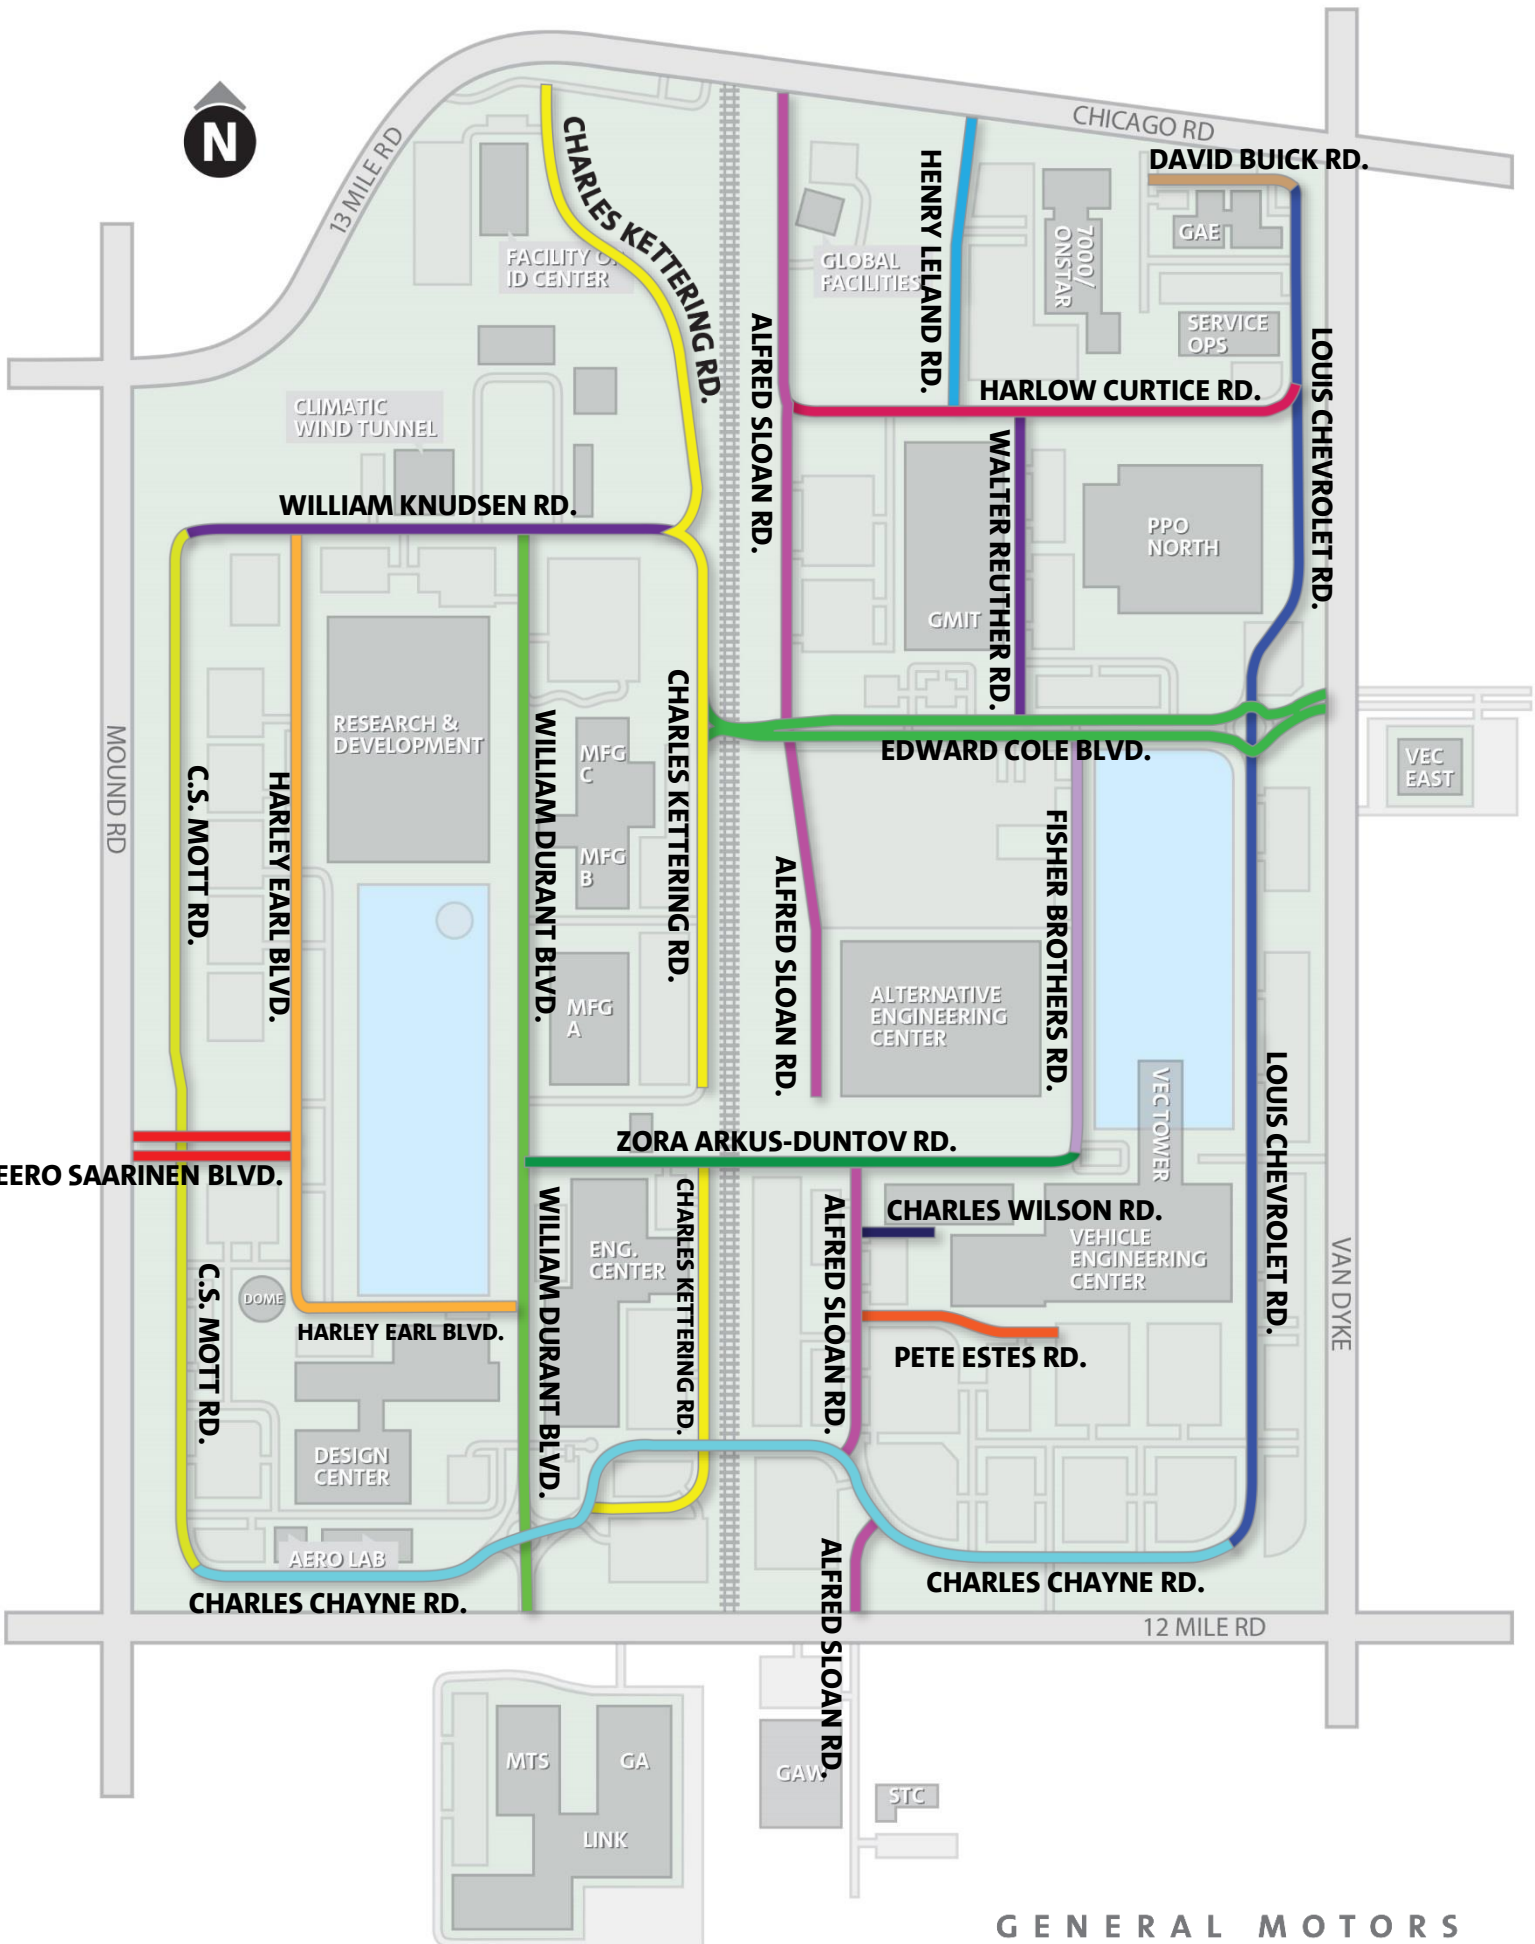 N
13 MILE RD
CHICAGO RD
DAVID BUICK RD.
CHARLES KETTERING RD.
HENRY LELAND RD.
7000/
ONSTAR
GAE
FACILITY O
ID CENTER
GLOBAL
FACILITIES
SERVICE
OPS
ALFRED SLOAN RD.
LOUIS CHEVROLET RD.
HARLOW CURTICE RD.
CLIMATIC
WIND TUNNEL
WALTER REUTHER RD.
WILLIAM KNUDSEN RD.
PPO
NORTH
GMIT
CHARLES KETTERING RD.
RESEARCH &
DEVELOPMENT
WILLIAM DURANT BLVD.
MFG
C
EDWARD COLE BLVD.
VEC
EAST
MOUND RD
C.S. MOTT RD.
HARLEY EARL BLVD.
MFG
B
ALFRED SLOAN RD.
FISHER BROTHERS RD.
MFG
A
ALTERNATIVE
ENGINEERING
CENTER
VEC TOWER
LOUIS CHEVROLET RD.
ZORA ARKUS-DUNTOV RD.
EERO SAARINEN BLVD.
CHARLES KETTERING RD.
WILLIAM DURANT BLVD.
ALFRED SLOAN RD.
CHARLES WILSON RD.
VEHICLE
ENGINEERING
CENTER
ENG.
CENTER
VAN DYKE
C.S. MOTT RD.
DOME
HARLEY EARL BLVD.
PETE ESTES RD.
DESIGN
CENTER
AERO LAB
ALFRED SLOAN RD.
CHARLES CHAYNE RD.
CHARLES CHAYNE RD.
12 MILE RD
MTS
GA
GAW
STC
LINK
GENERAL MOTORS